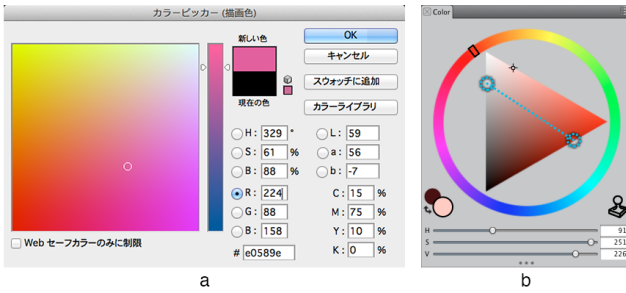 カラーピッカー (描画色)
新しい色
現在の色
OK
キャンセル
スウォッチに追加
カラーライブラリ
H: 329 °
S: 61 %
B: 88 %
R: 224
G: 88
B: 158
# e0589e
L: 59
a: 56
b: -7
C: 15 %
M: 75 %
Y: 10 %
K: 0 %
Web セーフカラーのみに制限
a
Color
H 91
S 251
V 226
b